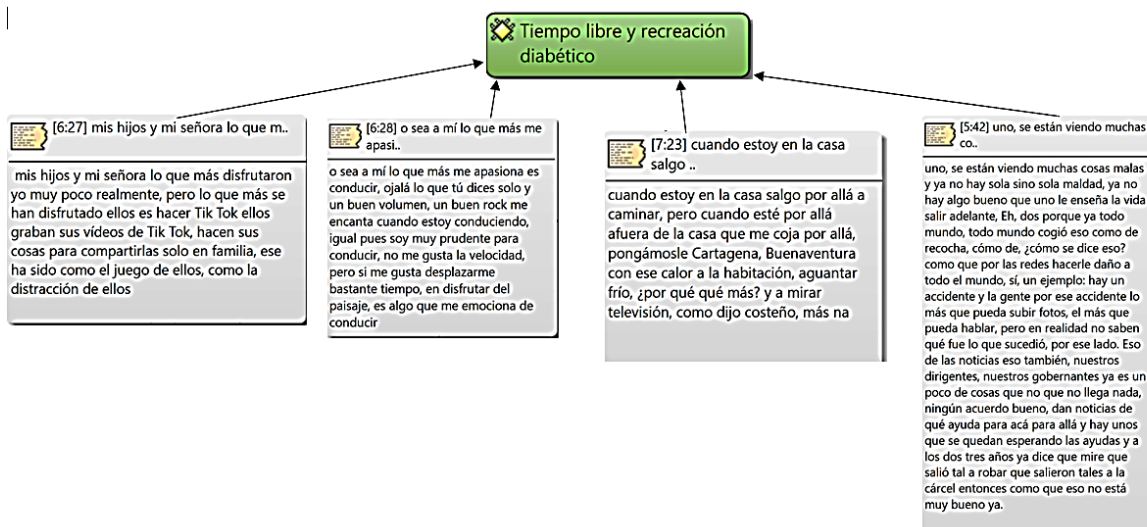 Tiempo libre y recreación
diabético
[6:27] mis hijos y mi señora lo que m..
mis hijos y mi señora lo que más disfrutaron
yo muy poco realmente, pero lo que más se
han disfrutado ellos es hacer Tik Tok ellos
graban sus vídeos de Tik Tok, hacen sus
cosas para compartirlas solo en familia, ese
ha sido como el juego de ellos, como la
distracción de ellos
[6:28] o sea a mí lo que más me
apasi..
o sea a mí lo que más me apasiona es
conducir, ojalá lo que tú dices solo y
un buen volumen, un buen rock me
encanta cuando estoy conduciendo,
igual pues soy muy prudente para
conducir, no me gusta la velocidad,
pero si me gusta desplazarme
bastante tiempo, en disfrutar del
paisaje, es algo que me emociona de
conducir
[7:23] cuando estoy en la casa
salgo ..
cuando estoy en la casa salgo por allá a
caminar, pero cuando esté por allá
afuera de la casa que me coja por allá,
pongámosle Cartagena, Buenaventura
con ese calor a la habitación, aguantar
frío, ¿por qué qué más? y a mirar
televisión, como dijo costeño, más na
[5:42] uno, se están viendo muchas
co..
uno, se están viendo muchas cosas malas
y ya no hay sola sino sola maldad, ya no
hay algo bueno que uno le enseña la vida
salir adelante, Eh, dos porque ya todo
mundo, todo mundo cogió eso como de
recocha, cómo de, ¿cómo se dice eso?
como que por las redes hacerle daño a
todo el mundo, sí, un ejemplo: hay un
accidente y la gente por ese accidente lo
más que pueda subir fotos, el más que
pueda hablar, pero en realidad no saben
qué fue lo que sucedió, por ese lado. Eso
de las noticias eso también, nuestros
dirigentes, nuestros gobernantes ya es un
poco de cosas que no que no llega nada,
ningún acuerdo bueno, dan noticias de
qué ayuda para acá para allá y hay unos
que se quedan esperando las ayudas y a
los dos tres años ya dice que mire que
salió tal a robar que salieron tales a la
cárcel entonces como que eso no está
muy bueno ya.